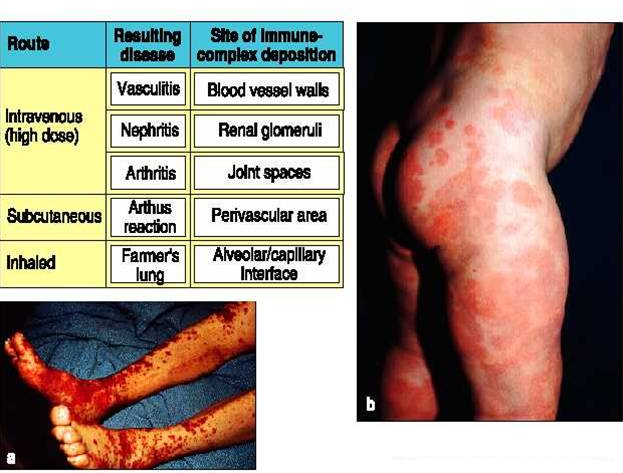 Route
Resulting disease
Site of immune-complex deposition
Intravenous
(high dose)
Vasculitis
Blood vessel walls
Nephritis
Renal glomeruli
Arthritis
Joint spaces
Subcutaneous
Arthus
reaction
Perivascular area
Inhaled
Farmer's
lung
Alveolar/capillary
interface
a
b